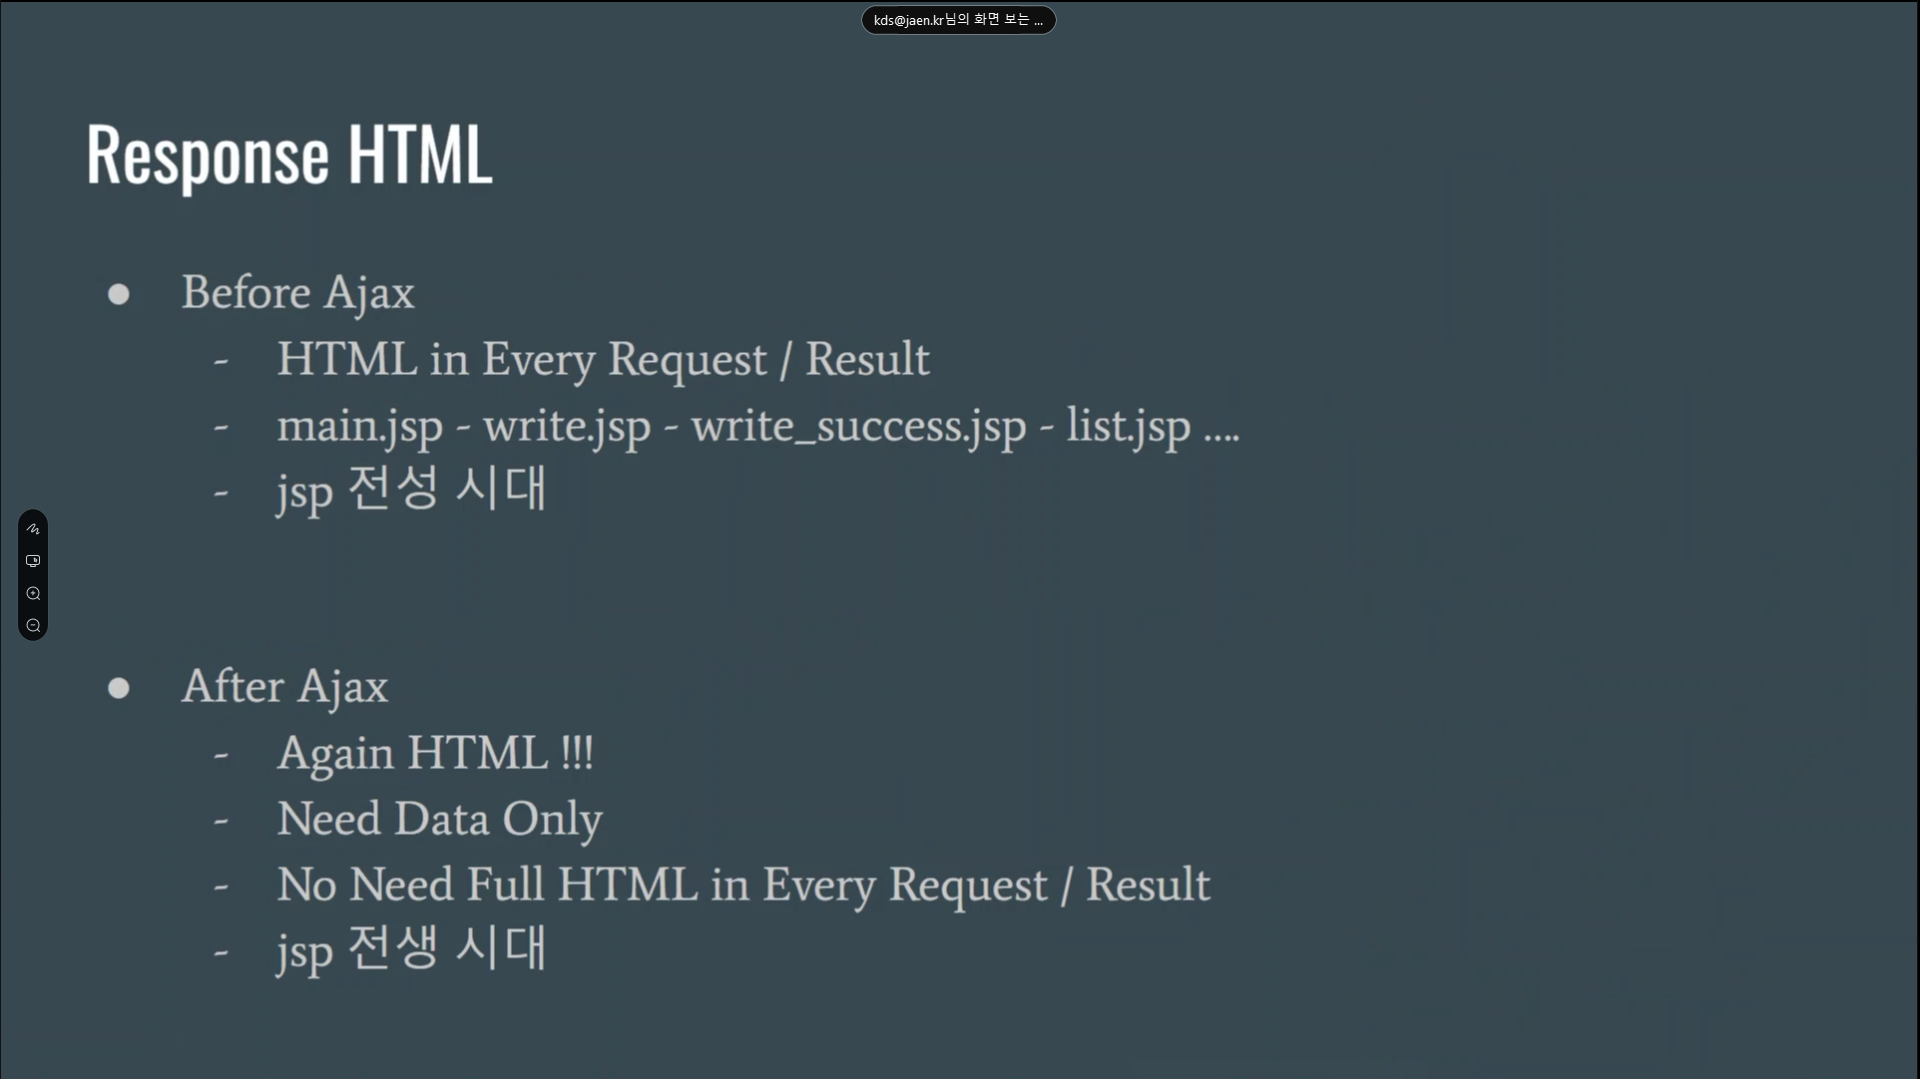 kds@jaen.kr님의 화면 보는 ...
Response HTML
● Before Ajax
- HTML in Every Request / Result
- main.jsp - write.jsp - write_success.jsp - list.jsp ....
- jsp 전성 시대
● After Ajax
- Again HTML !!!
- Need Data Only
- No Need Full HTML in Every Request / Result
- jsp 전생 시대